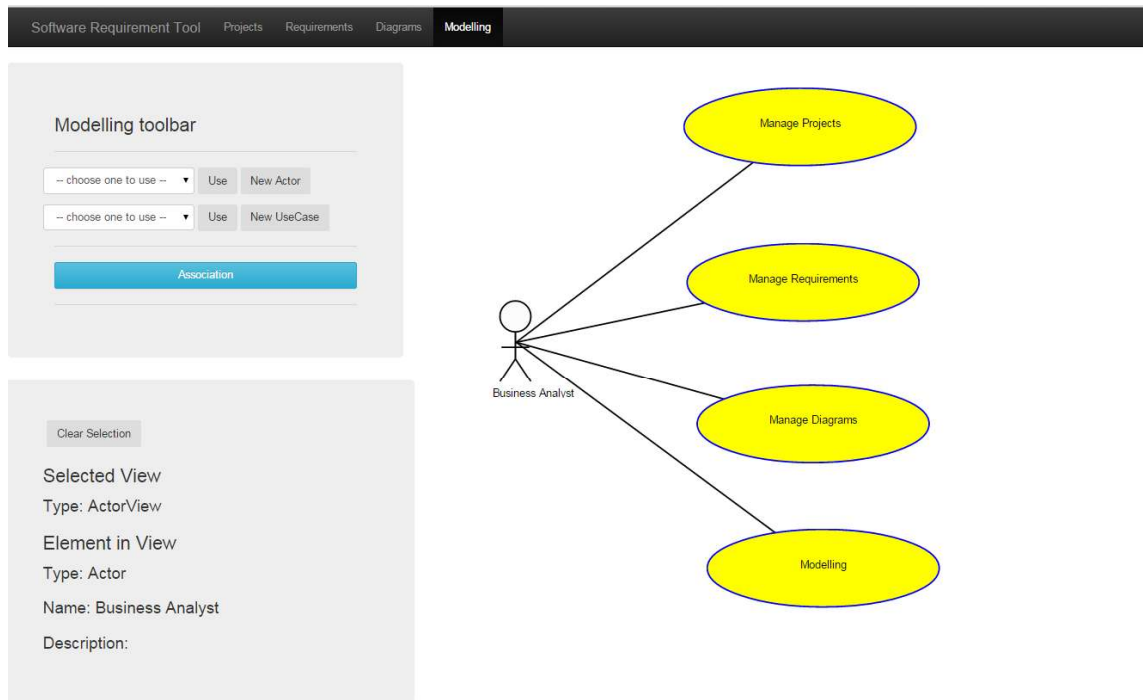 Software Requirement Tool Projects Requirements Diagrams Modelling
Modelling toolbar
-- choose one to use -- Use New Actor
-- choose one to use -- Use New UseCase
Association
Clear Selection
Selected View
Type: ActorView
Element in View
Type: Actor
Name: Business Analyst
Description:
Manage Projects
Manage Requirements
Business Analyst
Manage Diagrams
Modelling